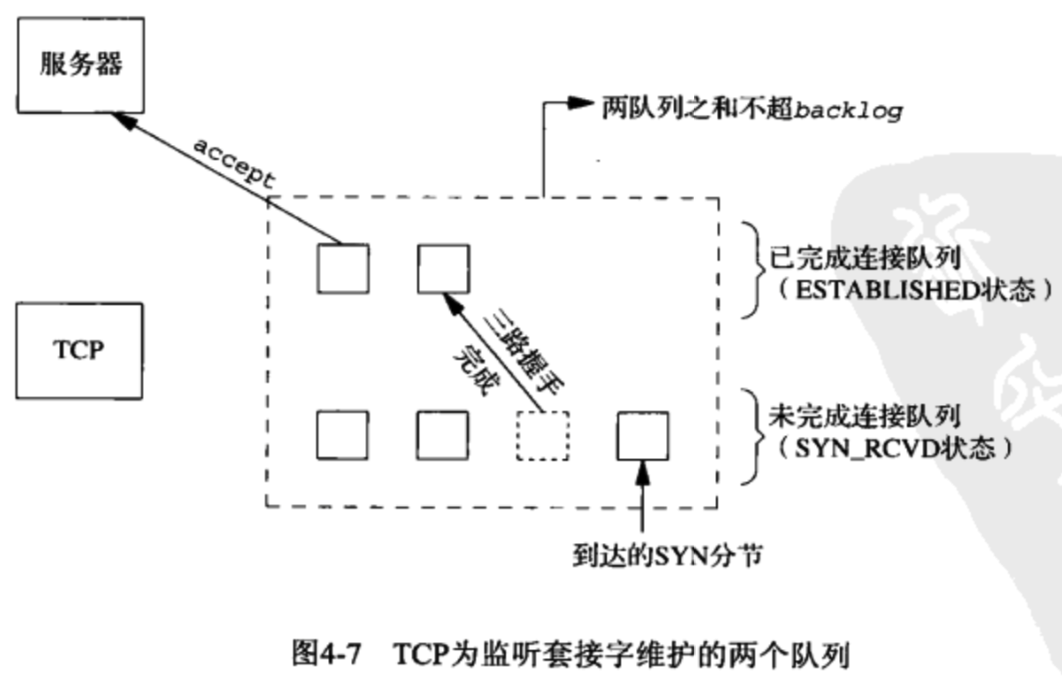 服务器
两队列之和不超backlog
accept
已完成连接队列
（ESTABLISHED状态）
三路握手
完成
TCP
未完成连接队列
（SYN_RCVD状态）
到达的SYN分节
图4-7 TCP为监听套接字维护的两个队列